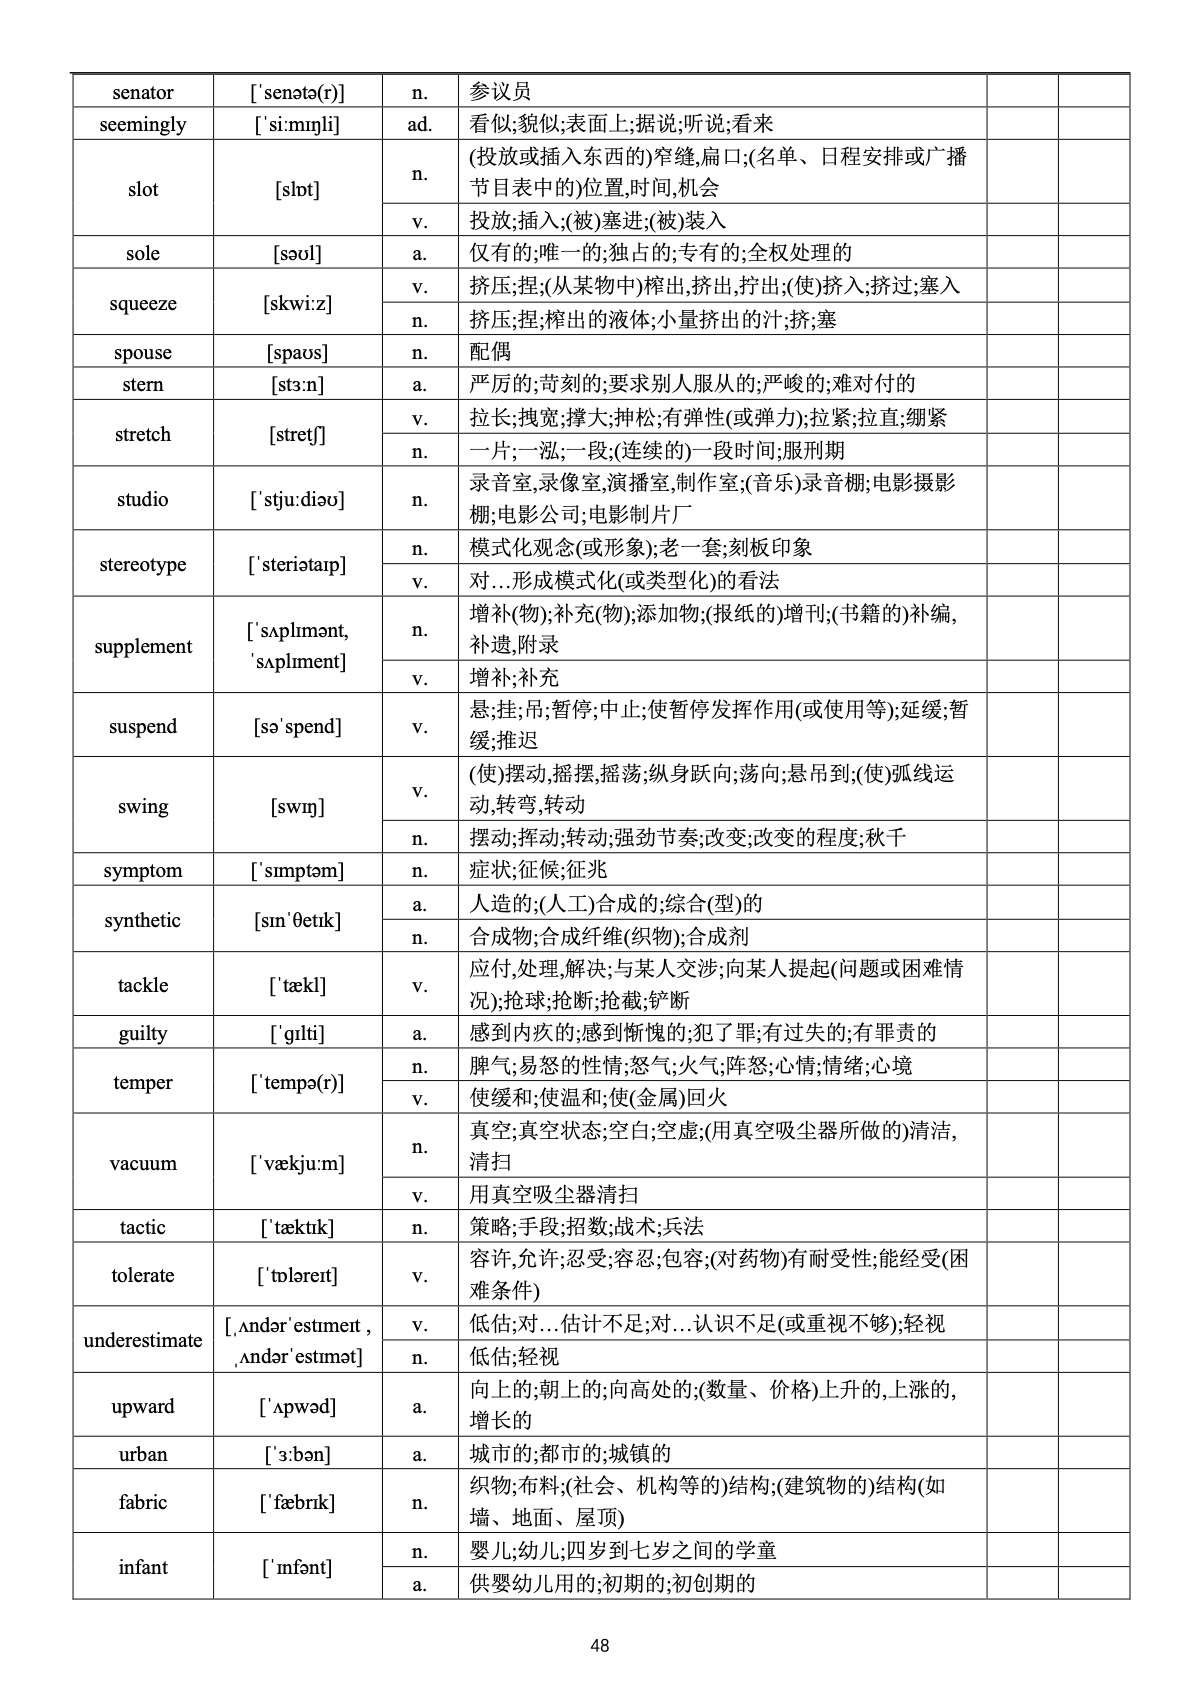 senator [ˈsenətə(r)] n. 参议员
seemingly [ˈsiːmɪŋli] ad. 看似;貌似;表面上;据说;听说;看来
slot [slɒt] n. (投放或插入东西的)窄缝,扁口;(名单、日程安排或广播
节目表中的)位置,时间,机会
v. 投放;插入;(被)塞进;(被)装入
sole [səʊl] a. 仅有的;唯一的;独占的;专有的;全权处理的
squeeze [skwiːz] v. 挤压;捏;(从某物中)榨出,挤出,拧出;(使)挤入;挤过;塞入
n. 挤压;捏;榨出的液体;小量挤出的汁;挤;塞
spouse [spaʊs] n. 配偶
stern [stɜːn] a. 严厉的;苛刻的;要求别人服从的;严峻的;难对付的
stretch [stretʃ] v. 拉长;拽宽;撑大;抻松;有弹性(或弹力);拉紧;拉直;绷紧
n. 一片;一泓;一段;(连续的)一段时间;服刑期
studio [ˈstjuːdiəʊ] n. 录音室,录像室,演播室,制作室;(音乐)录音棚;电影摄影
棚;电影公司;电影制片厂
stereotype [ˈsteriətaɪp] n. 模式化观念(或形象);老一套;刻板印象
v. 对…形成模式化(或类型化)的看法
supplement [ˈsʌplɪmənt, ˈsʌplɪment] n. 增补(物);补充(物);添加物;(报纸的)增刊;(书籍的)补编,
补遗,附录
v. 增补;补充
suspend [səˈspend] v. 悬;挂;吊;暂停;中止;使暂停发挥作用(或使用等);延缓;暂
缓;推迟
swing [swɪŋ] v. (使)摆动,摇摆,摇荡;纵身跃向;荡向;悬吊到;(使)弧线运
动,转弯,转动
n. 摆动;挥动;转动;强劲节奏;改变;改变的程度;秋千
symptom [ˈsɪmptəm] n. 症状;征候;征兆
synthetic [sɪnˈθetɪk] a. 人造的;(人工)合成的;综合(型)的
n. 合成物;合成纤维(织物);合成剂
tackle [ˈtækl] v. 应付,处理,解决;与某人交涉;向某人提起(问题或困难情
况);抢球;抢断;抢截;铲断
guilty [ˈɡɪlti] a. 感到内疚的;感到惭愧的;犯了罪;有过失的;有罪责的
temper [ˈtempə(r)] n. 脾气;易怒的性情;怒气;火气;阵怒;心情;情绪;心境
v. 使缓和;使温和;使(金属)回火
vacuum [ˈvækjuːm] n. 真空;真空状态;空白;空虚;(用真空吸尘器所做的)清洁,
清扫
v. 用真空吸尘器清扫
tactic [ˈtæktɪk] n. 策略;手段;招数;战术;兵法
tolerate [ˈtɒləreɪt] v. 容许,允许;忍受;容忍;包容;(对药物)有耐受性;能经受(困
难条件)
underestimate [ˌʌndərˈestɪmeɪt , ˌʌndərˈestɪmət] v. 低估;对…估计不足;对…认识不足(或重视不够);轻视
n. 低估;轻视
upward [ˈʌpwəd] a. 向上的;朝上的;向高处的;(数量、价格)上升的,上涨的,
增长的
urban [ˈɜːbən] a. 城市的;都市的;城镇的
fabric [ˈfæbrɪk] n. 织物;布料;(社会、机构等的)结构;(建筑物的)结构(如
墙、地面、屋顶)
infant [ˈɪnfənt] n. 婴儿;幼儿;四岁到七岁之间的学童
a. 供婴幼儿用的;初期的;初创期的
48